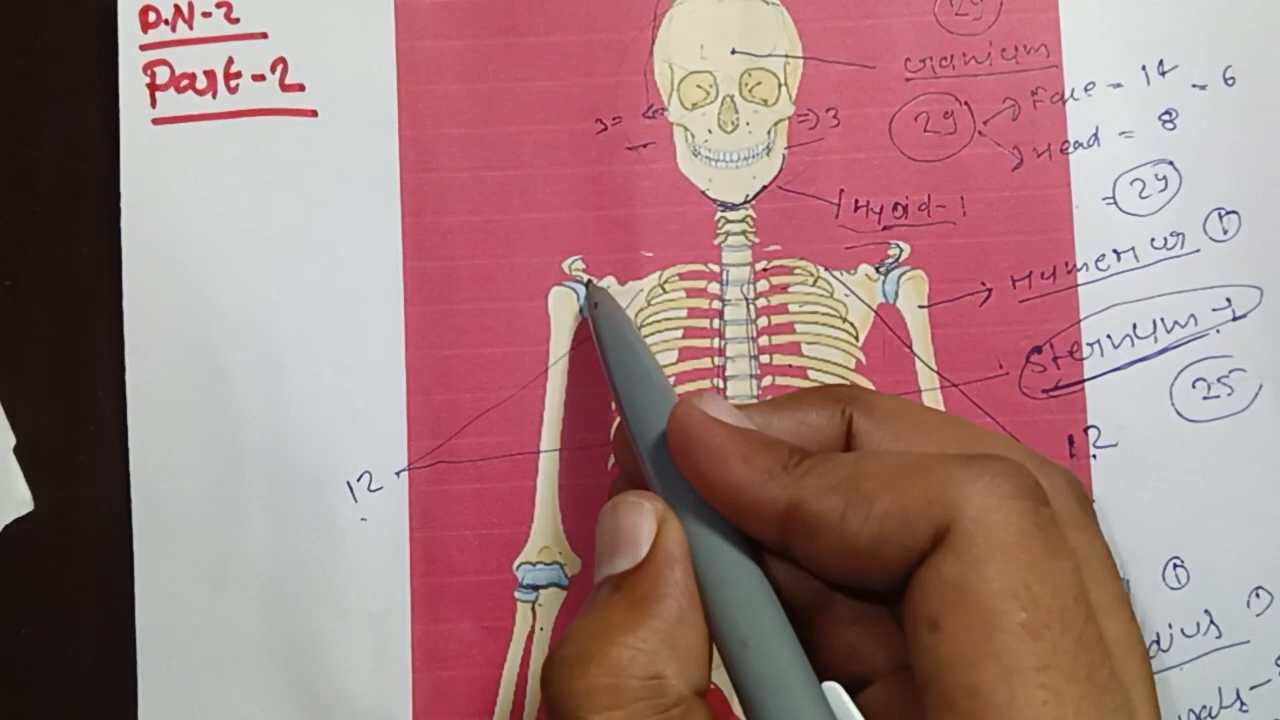 D.N-2
Part-2
29
cranium
29
Face = 14
= 6
Head = 8
= 29
3=
=> 3
Hyoid- 1
Humerus 1
Sternum-1
25
12
12
1
dius 1